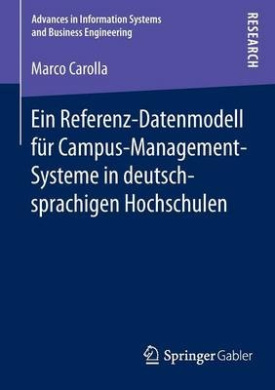 Advances in Information Systems
and Business Engineering
RESEARCH
Marco Carolla
Ein Referenz-Datenmodell
für Campus-Management-
Systeme in deutsch-
sprachigen Hochschulen
Springer Gabler